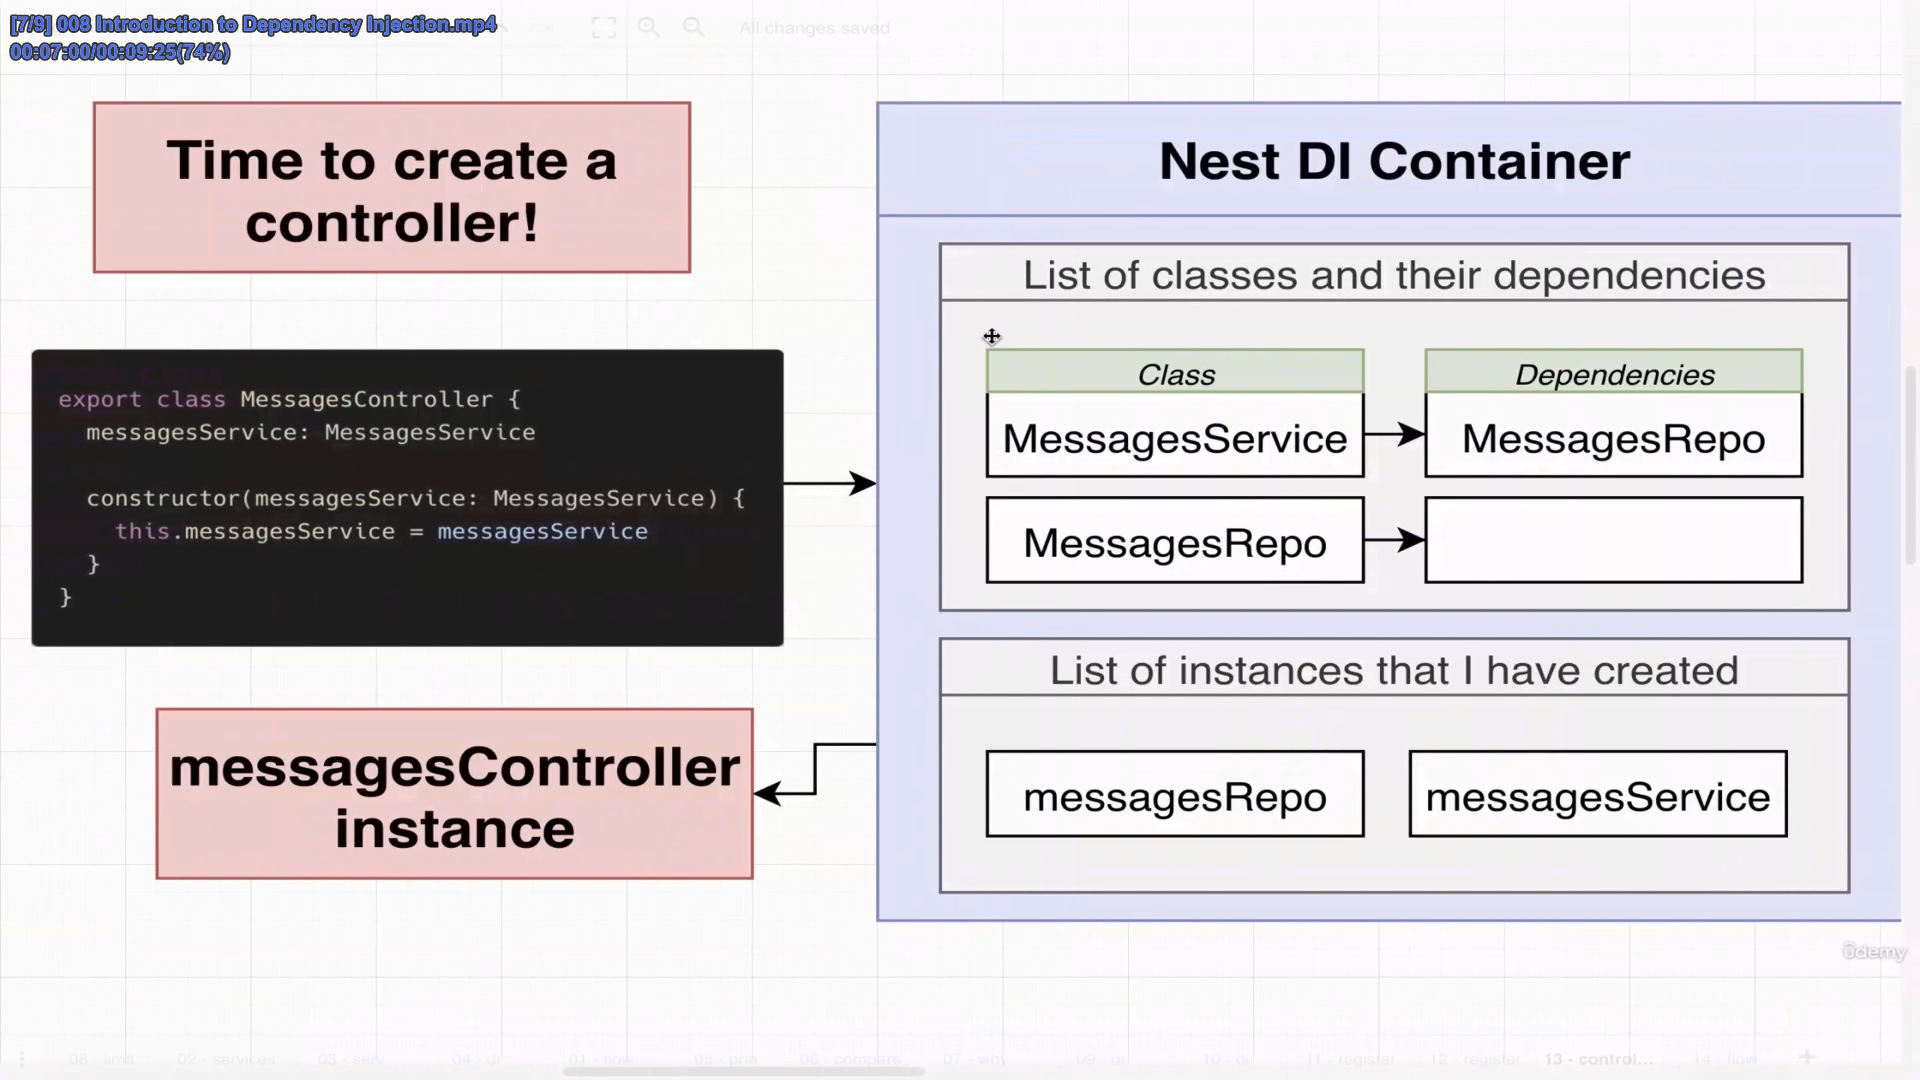 [7/9] 008 Introduction to Dependency Injection.mp4
00:07:00/00:09:25(74%)
All changes saved
Time to create a
controller!
export class MessagesController {
messagesService: MessagesService
constructor(messagesService: MessagesService) {
this.messagesService = messagesService
}
}
messagesController
instance
Nest DI Container
List of classes and their dependencies
Class
Dependencies
MessagesService
MessagesRepo
MessagesRepo
List of instances that I have created
messagesRepo
messagesService
ûdemy
02 - services
03 - serv
04 - di
01 - flow
05 - prin
06 - compare
07 - why
09 - di
10 - di
11 - register
12 - register
13 - control...
14 - flow